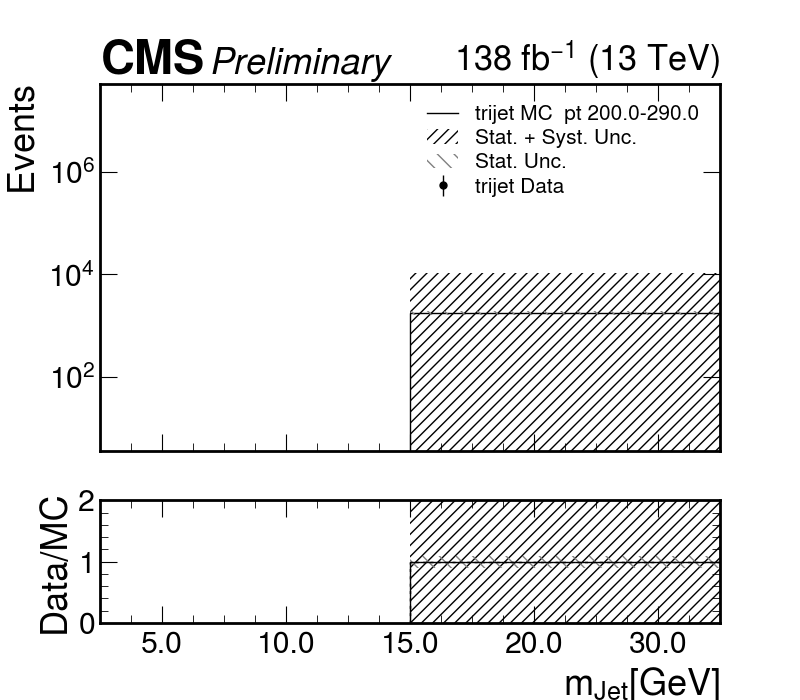 CMS Preliminary 138 fb⁻¹ (13 TeV)
Events
trijet MC pt 200.0-290.0
Stat. + Syst. Unc.
Stat. Unc.
trijet Data
10⁶
10⁴
10²
Data/MC
2
1
0
5.0 10.0 15.0 20.0 30.0
m_Jet[GeV]